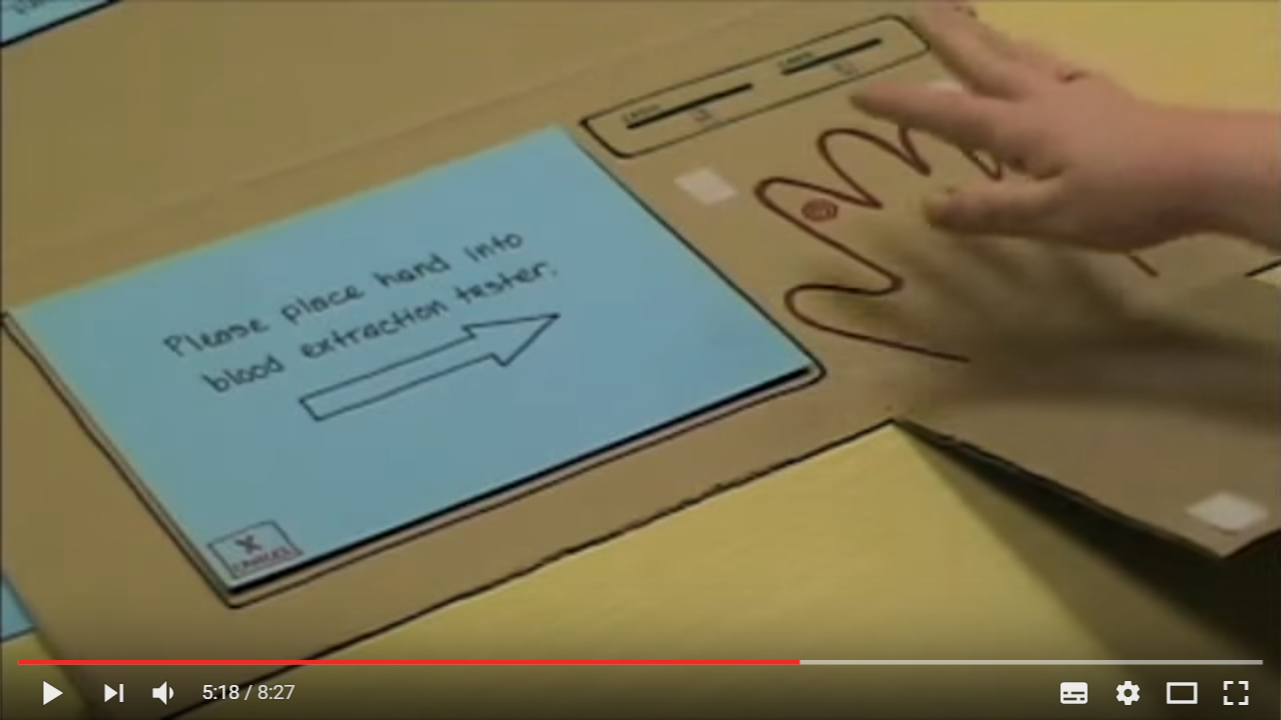 Please place hand into
blood extraction tester.
X
CANCEL
5:18 / 8:27